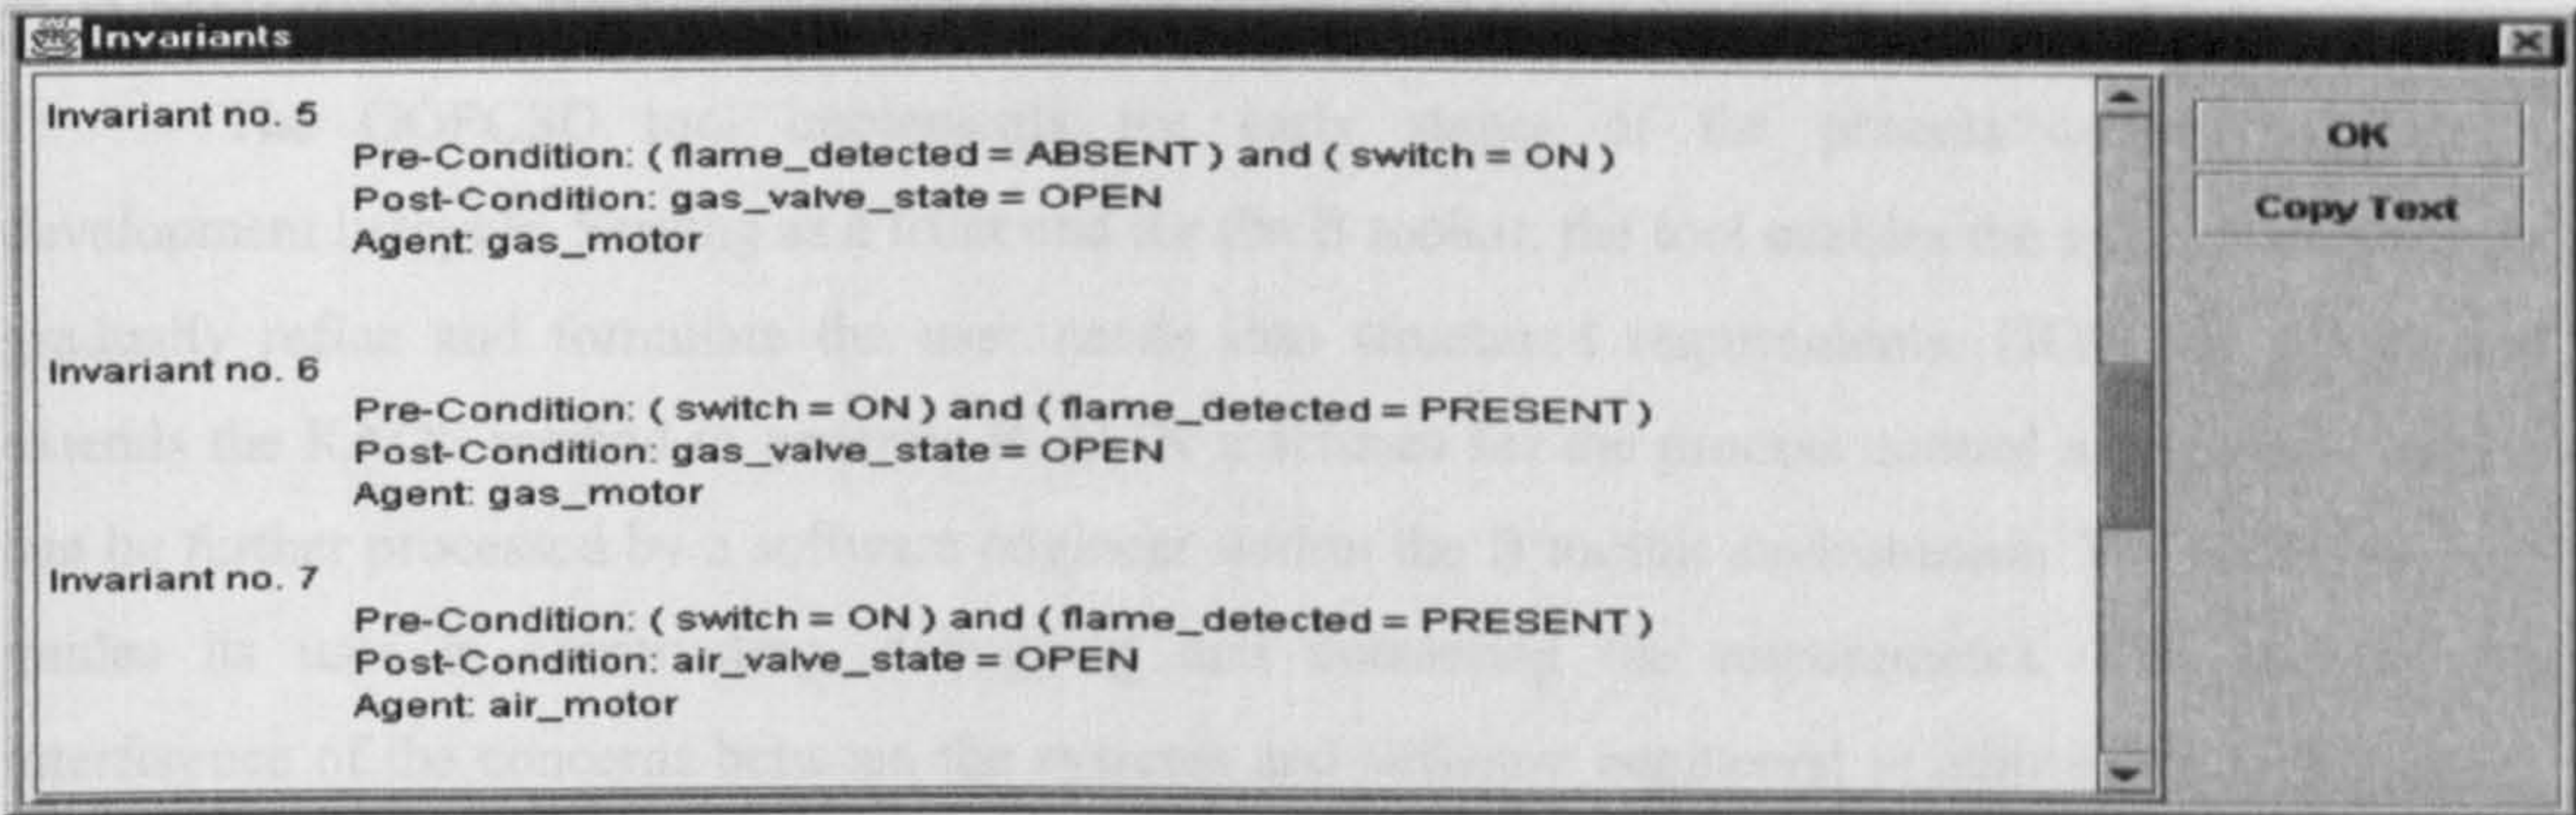 Invariants
Invariant no. 5
Pre-Condition: ( flame_detected = ABSENT ) and ( switch = ON )
Post-Condition: gas_valve_state = OPEN
Agent: gas_motor
Invariant no. 6
Pre-Condition: ( switch = ON ) and ( flame_detected = PRESENT )
Post-Condition: gas_valve_state = OPEN
Agent: gas_motor
Invariant no. 7
Pre-Condition: ( switch = ON ) and ( flame_detected = PRESENT )
Post-Condition: air_valve_state = OPEN
Agent: air_motor
OK
Copy Text